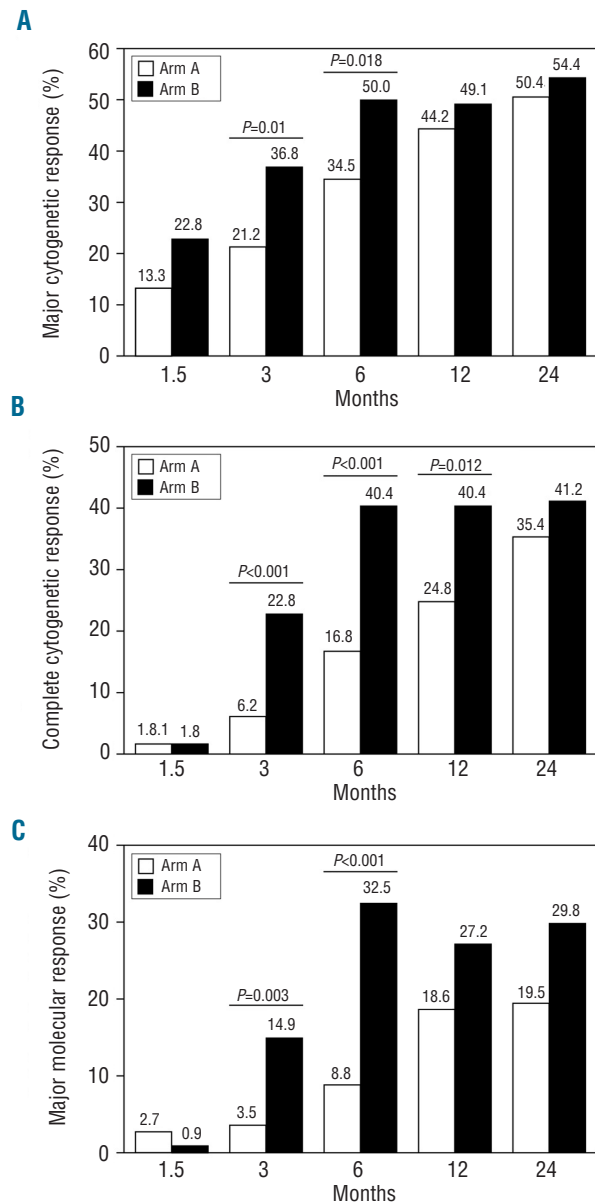 A
Major cytogenetic response (%)
60
50
40
30
20
10
0
Arm A
Arm B
13.3
22.8
P=0.01
21.2
36.8
P=0.018
34.5
50.0
44.2
49.1
50.4
54.4
1.5 3 6 12 24
Months
B
Complete cytogenetic response (%)
50
40
30
20
10
0
Arm A
Arm B
1.8.1
1.8
P<0.001
6.2
22.8
P<0.001
16.8
40.4
P=0.012
24.8
40.4
35.4
41.2
1.5 3 6 12 24
Months
C
Major molecular response (%)
40
30
20
10
0
Arm A
Arm B
2.7
0.9
P=0.003
3.5
14.9
P<0.001
8.8
32.5
18.6
27.2
19.5
29.8
1.5 3 6 12 24
Months